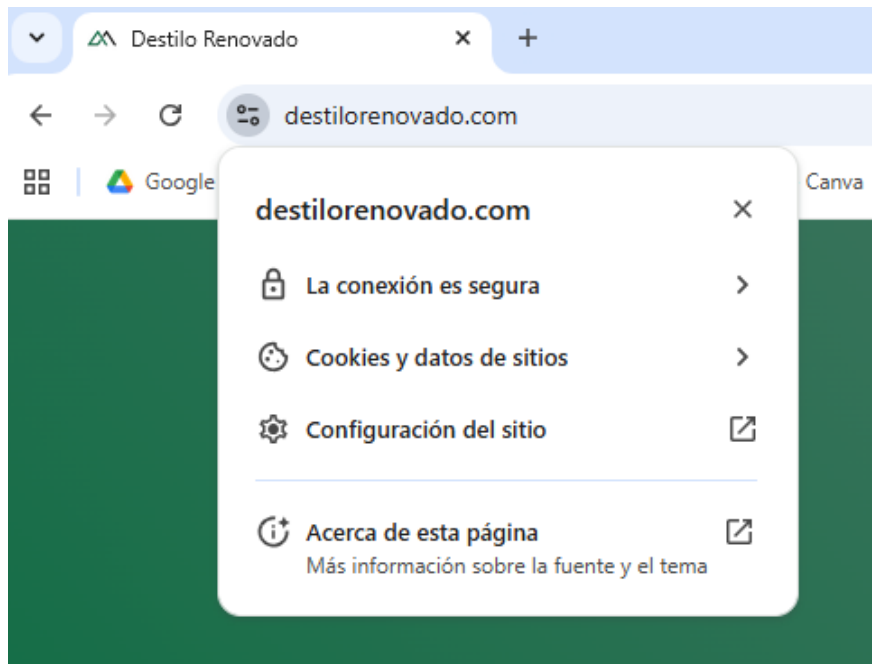 Destilo Renovado
destilorenovado.com
Google
Canva
destilorenovado.com
La conexión es segura
Cookies y datos de sitios
Configuración del sitio
Acerca de esta página
Más información sobre la fuente y el tema